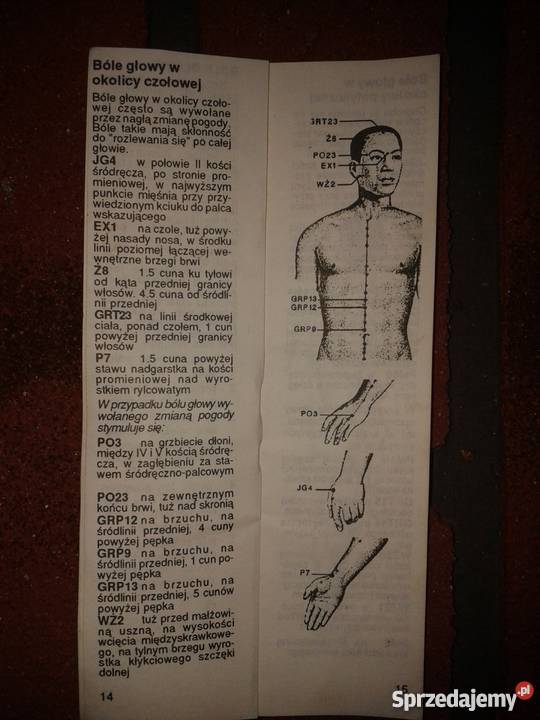 Bóle głowy w
okolicy czołowej
Bóle głowy w okolicy czoło-
wej często są wywołane
przez nagłą zmianę pogody.
Bóle takie mają skłonność
do "rozlewania się" po całej
głowie.
JG4 w połowie II kości
śródręcza, po stronie pro-
mieniowej, w najwyższym
punkcie mięśnia przy przy-
wiedzionym kciuku do palca
wskazującego
EX1 na czole, tuż powy-
żej nasady nosa, w środku
linii poziomej łączącej we-
wnętrzne brzegi brwi
Ż8 1.5 cuna ku tyłowi
od kąta przedniej granicy
włosów. 4.5 cuna od śródli-
nii przedniej
GRT23 na linii środkowej
ciała, ponad czołem, 1 cun
powyżej przedniej granicy
włosów
P7 1.5 cuna powyżej
stawu nadgarstka na kości
promieniowej nad wyro-
stkiem rylcowatym
W przypadku bólu głowy wy-
wołanego zmianą pogody
stymuluje się:
PO3 na grzbiecie dłoni,
między IV i V kością śródrę-
cza, w zagłębieniu za sta-
wem śródręczno-palcowym
PO23 na zewnętrznym
końcu brwi, tuż nad skronią
GRP12 na brzuchu, na
śródlinii przedniej, 4 cuny
powyżej pępka
GRP9 na brzuchu, na
śródlinii przedniej, 1 cun po-
wyżej pępka
GRP13 na brzuchu, na
śródlinii przedniej, 5 cunów
powyżej pępka
WŻ2 tuż przed małżowi-
ną uszną, na wysokości
wcięcia międzyskrawkowe-
go, na tylnym brzegu wyro-
stka kłykciowego szczęki
dolnej
14
GRT23
Ż8
PO23
EX1
WŻ2
GRP13
GRP12
GRP9
PO3
JG4
P7
15
Sprzedajemy.pl